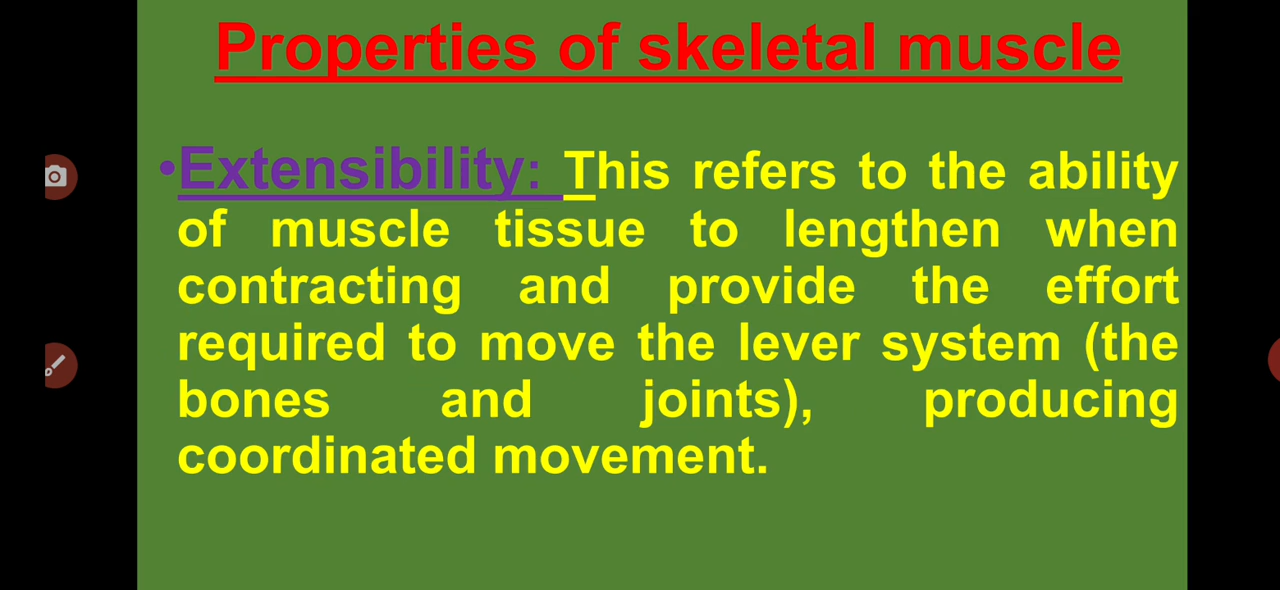 Properties of skeletal muscle
•Extensibility: This refers to the ability
of muscle tissue to lengthen when
contracting and provide the effort
required to move the lever system (the
bones and joints), producing
coordinated movement.